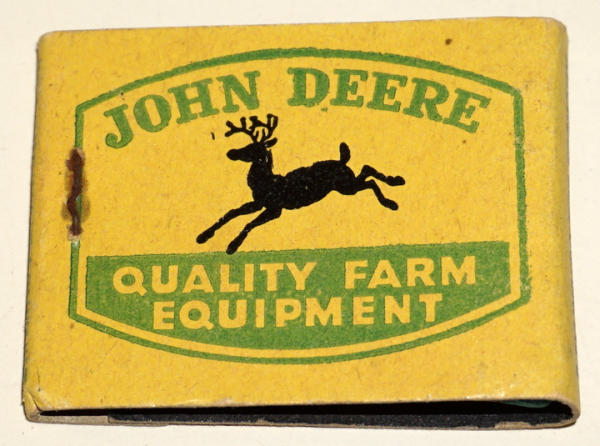 JOHN DEERE
QUALITY FARM
EQUIPMENT